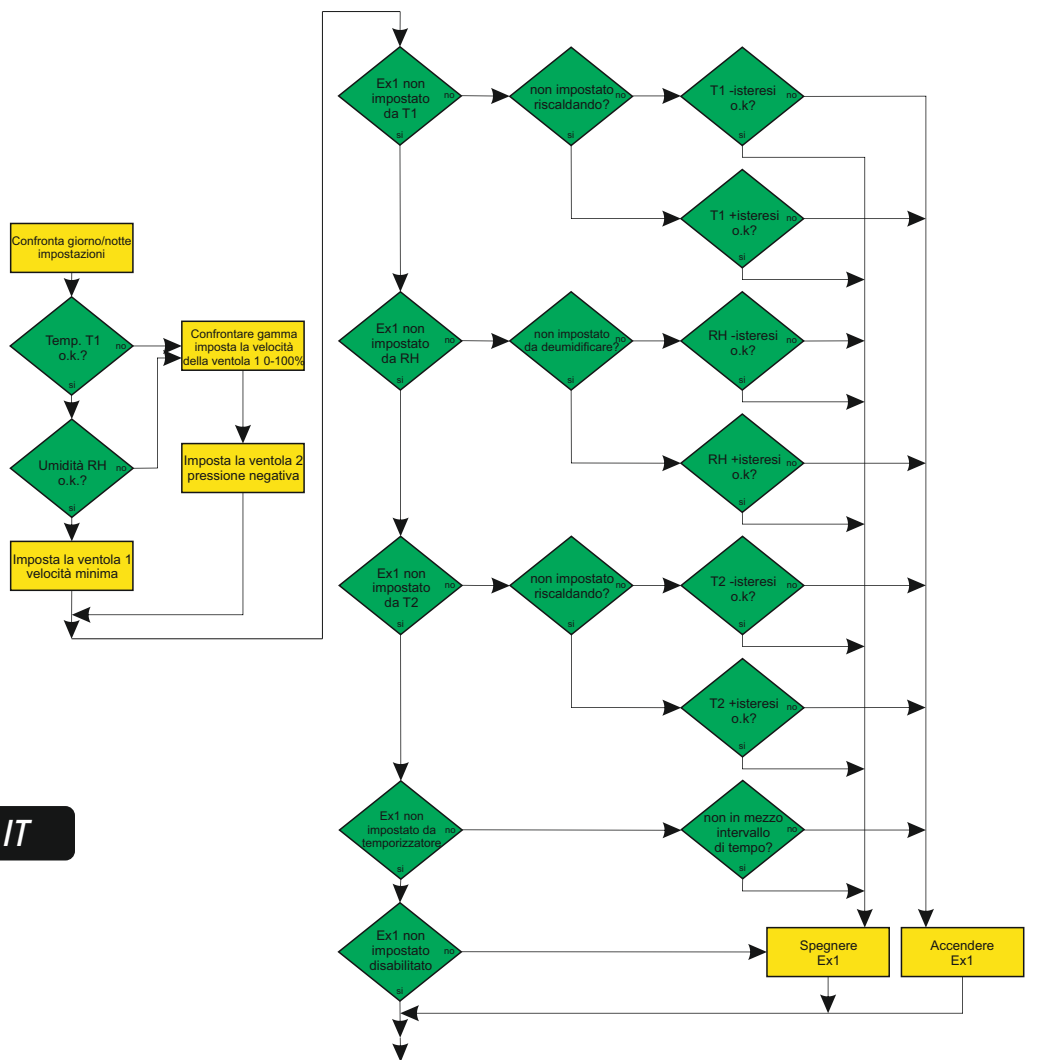 Confronta giorno/notte
impostazioni
Temp. T1
o.k.?
no
si
Umidità RH
o.k.?
no
si
Imposta la ventola 1
velocità minima
Confrontare gamma
imposta la velocità
della ventola 1 0-100%
Imposta la ventola 2
pressione negativa
Ex1 non
impostato
da T1
no
si
non impostato
riscaldando?
no
si
T1 -isteresi
o.k?
no
si
T1 +isteresi
o.k?
no
si
Ex1 non
impostato
da RH
no
si
non impostato
da deumidificare?
no
si
RH -isteresi
o.k?
no
si
RH +isteresi
o.k?
no
si
Ex1 non
impostato
da T2
no
si
non impostato
riscaldando?
no
si
T2 -isteresi
o.k?
no
si
T2 +isteresi
o.k?
no
si
Ex1 non
impostato da
temporizzatore
no
si
non in mezzo
intervallo
di tempo?
no
si
Ex1 non
impostato
disabilitato
no
si
Spegnere
Ex1
Accendere
Ex1
IT